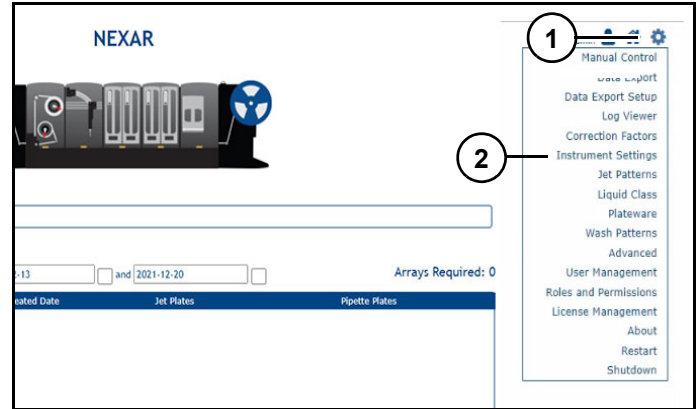 NEXAR
1
Manual Control
Data Export
Data Export Setup
Log Viewer
Correction Factors
2
Instrument Settings
Jet Patterns
Liquid Class
Plateware
Wash Patterns
Advanced
User Management
Roles and Permissions
License Management
About
Restart
Shutdown
2-13 and 2021-12-20 Arrays Required: 0
eated Date Jet Plates Pipette Plates